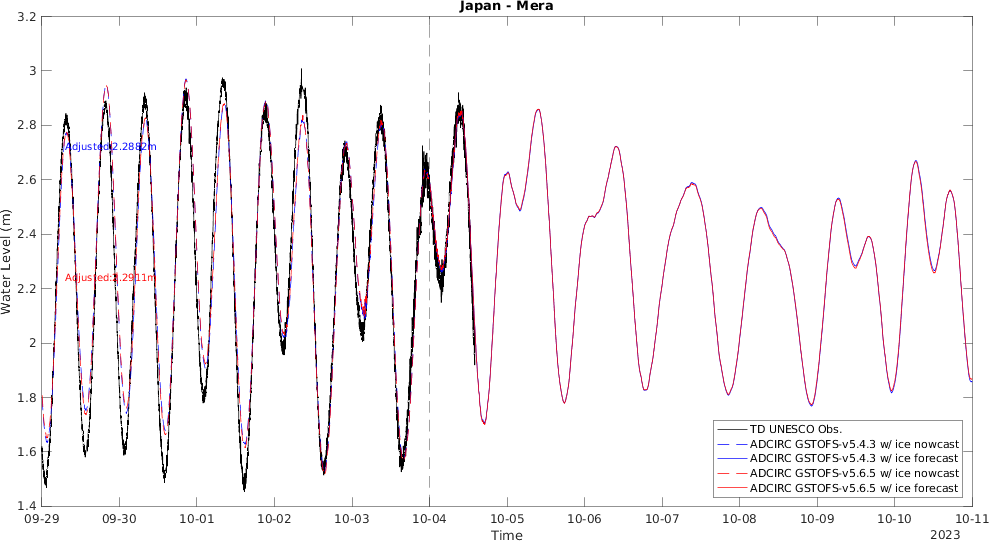 Japan - Mera
3.2
3
2.8
2.6
2.4
2.2
2
1.8
1.6
1.4
Water Level (m)
Adjusted:2.2882m
Adjusted:2.2911m
TD UNESCO Obs.
ADCIRC GSTOFS-v5.4.3 w/ ice nowcast
ADCIRC GSTOFS-v5.4.3 w/ ice forecast
ADCIRC GSTOFS-v5.6.5 w/ ice nowcast
ADCIRC GSTOFS-v5.6.5 w/ ice forecast
09-29 09-30 10-01 10-02 10-03 10-04 10-05 10-06 10-07 10-08 10-09 10-10 10-11
Time
2023